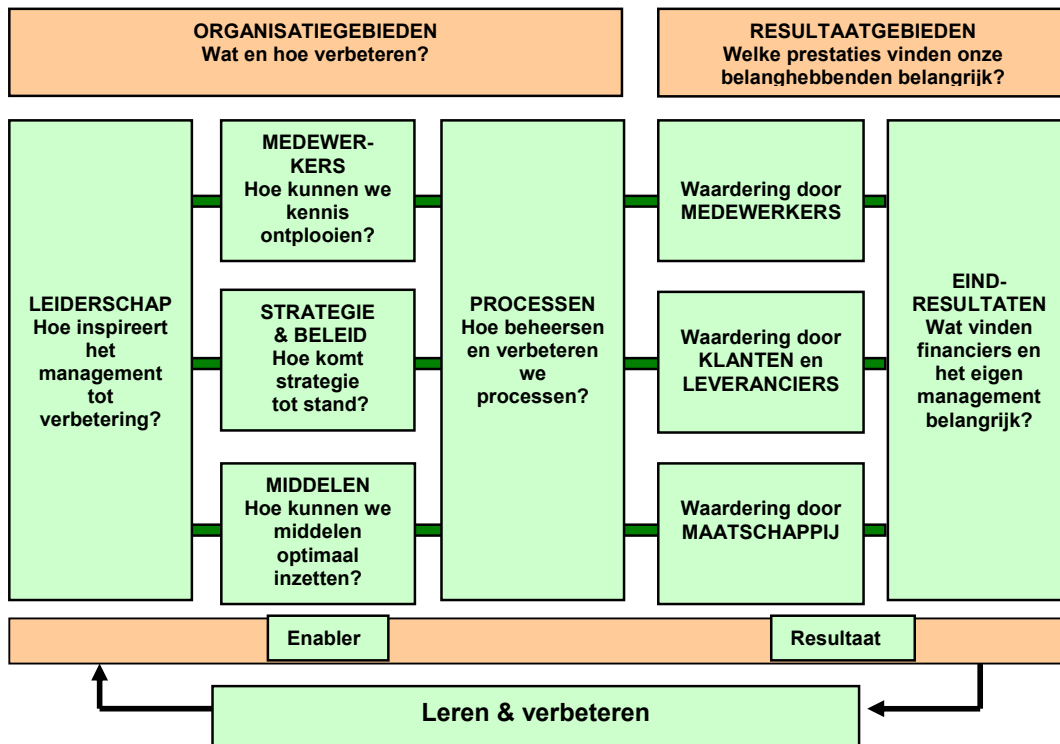 ORGANISATIEGEBIEDEN
Wat en hoe verbeteren?
RESULTAATGEBIEDEN
Welke prestaties vinden onze
belanghebbenden belangrijk?
LEIDERSCHAP
Hoe inspireert
het
management
tot
verbetering?
MEDEWER-
KERS
Hoe kunnen we
kennis
ontplooien?
STRATEGIE
& BELEID
Hoe komt
strategie
tot stand?
MIDDELEN
Hoe kunnen we
middelen
optimaal
inzetten?
PROCESSEN
Hoe beheersen
en verbeteren
we
processen?
Waardering door
MEDEWERKERS
Waardering door
KLANTEN en
LEVERANCIERS
Waardering door
MAATSCHAPPIJ
EIND-
RESULTATEN
Wat vinden
financiers en
het eigen
management
belangrijk?
Enabler
Resultaat
Leren & verbeteren